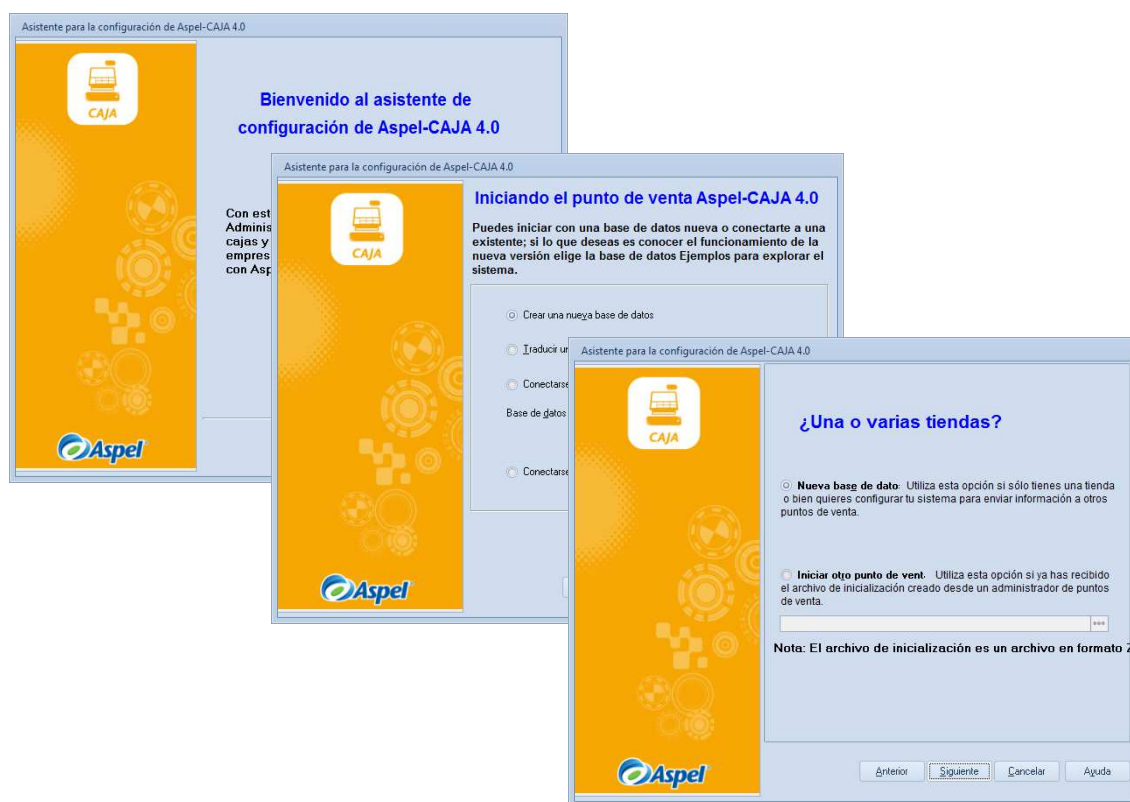 Asistente para la configuración de Aspel-CAJA 4.0
CAJA
Bienvenido al asistente de
configuración de Aspel-CAJA 4.0
Con est
Adminis
cajas y
empres
con Asp
Aspel
Asistente para la configuración de Aspel-CAJA 4.0
CAJA
Iniciando el punto de venta Aspel-CAJA 4.0
Puedes iniciar con una base de datos nueva o conectarte a una
existente; si lo que deseas es conocer el funcionamiento de la
nueva versión elige la base de datos Ejemplos para explorar el
sistema.
Crear una nueva base de datos
Traducir un
Conectarse
Base de datos
Conectarse
Aspel
Asistente para la configuración de Aspel-CAJA 4.0
CAJA
¿Una o varias tiendas?
Nueva base de dato: Utiliza esta opción si sólo tienes una tienda
o bien quieres configurar tu sistema para enviar información a otros
puntos de venta.
Iniciar otro punto de vent. Utiliza esta opción si ya has recibido
el archivo de inicialización creado desde un administrador de puntos
de venta.
Nota: El archivo de inicialización es un archivo en formato Z
Aspel
Anterior Siguiente Cancelar Ayuda